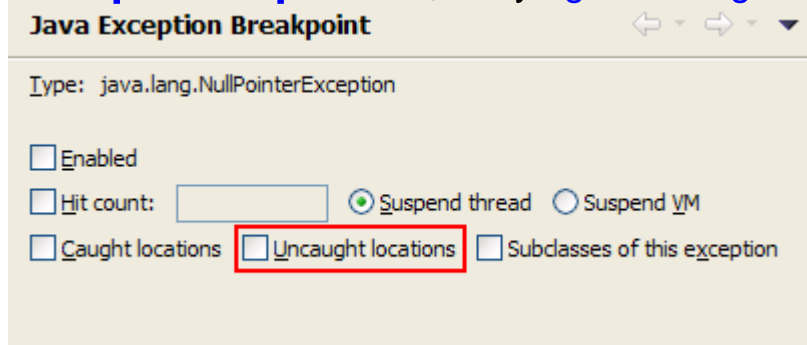 Java Exception Breakpoint
Type: java.lang.NullPointerException
Enabled
Hit count: Suspend thread Suspend VM
Caught locations Uncaught locations Subclasses of this exception